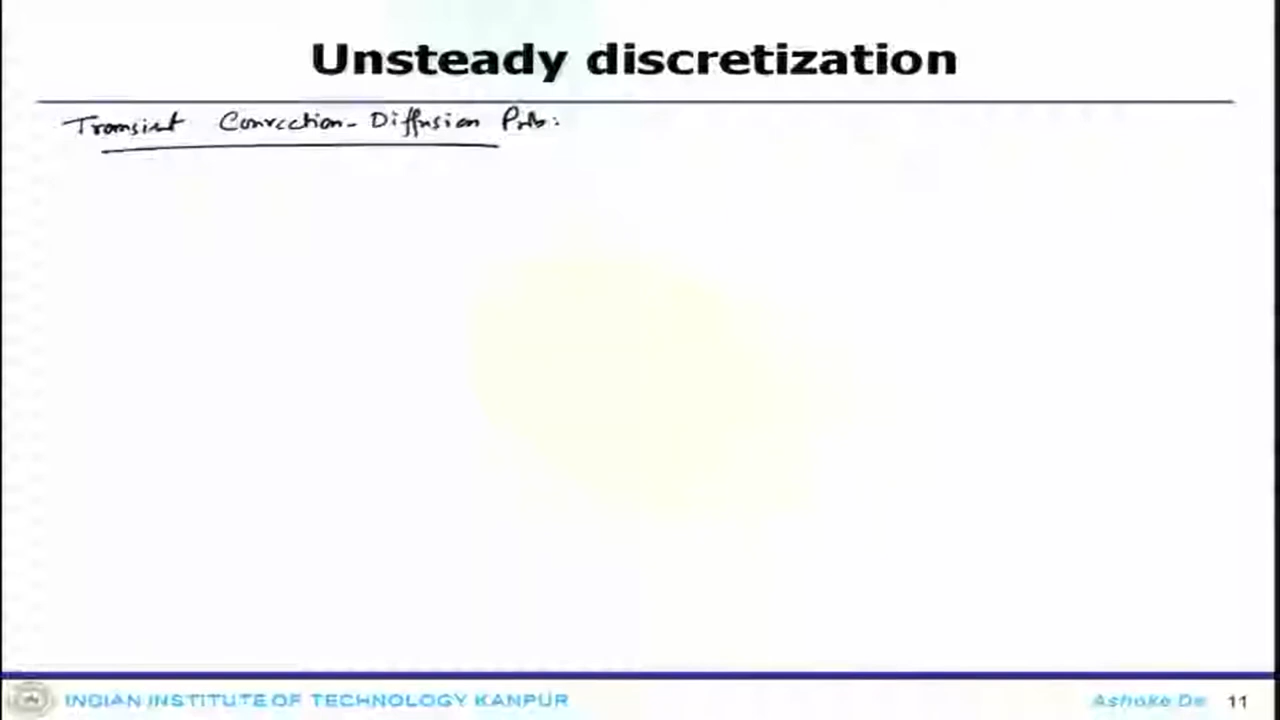 Unsteady discretization
Transient Convection-Diffusion Prob:
INDIAN INSTITUTE OF TECHNOLOGY KANPUR
Ashoke De 11